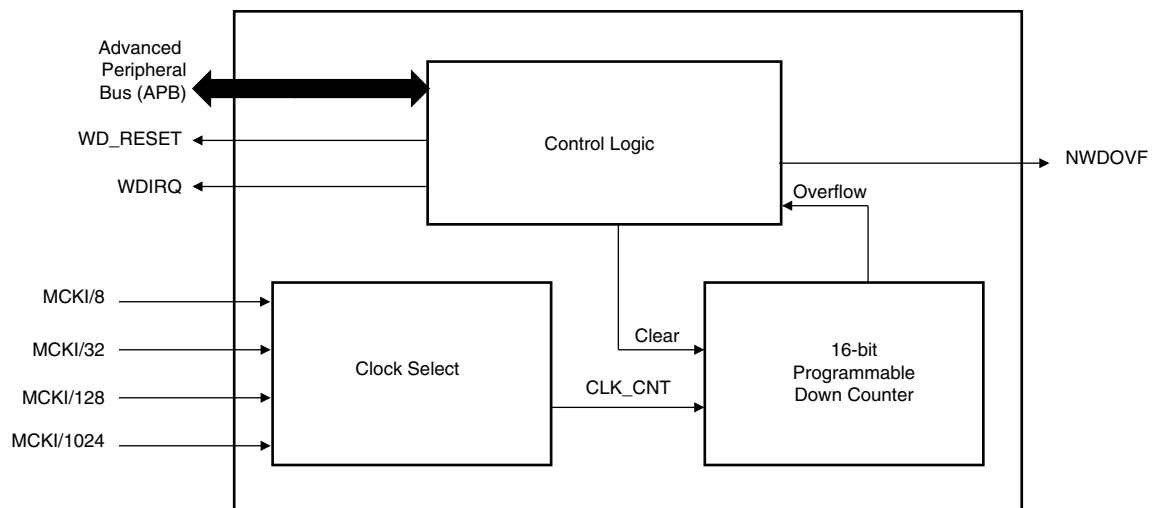 Advanced
Peripheral
Bus (APB)
WD_RESET
WDIRQ
Control Logic
NWDOVF
Overflow
MCKI/8
MCKI/32
MCKI/128
MCKI/1024
Clock Select
Clear
CLK_CNT
16-bit
Programmable
Down Counter